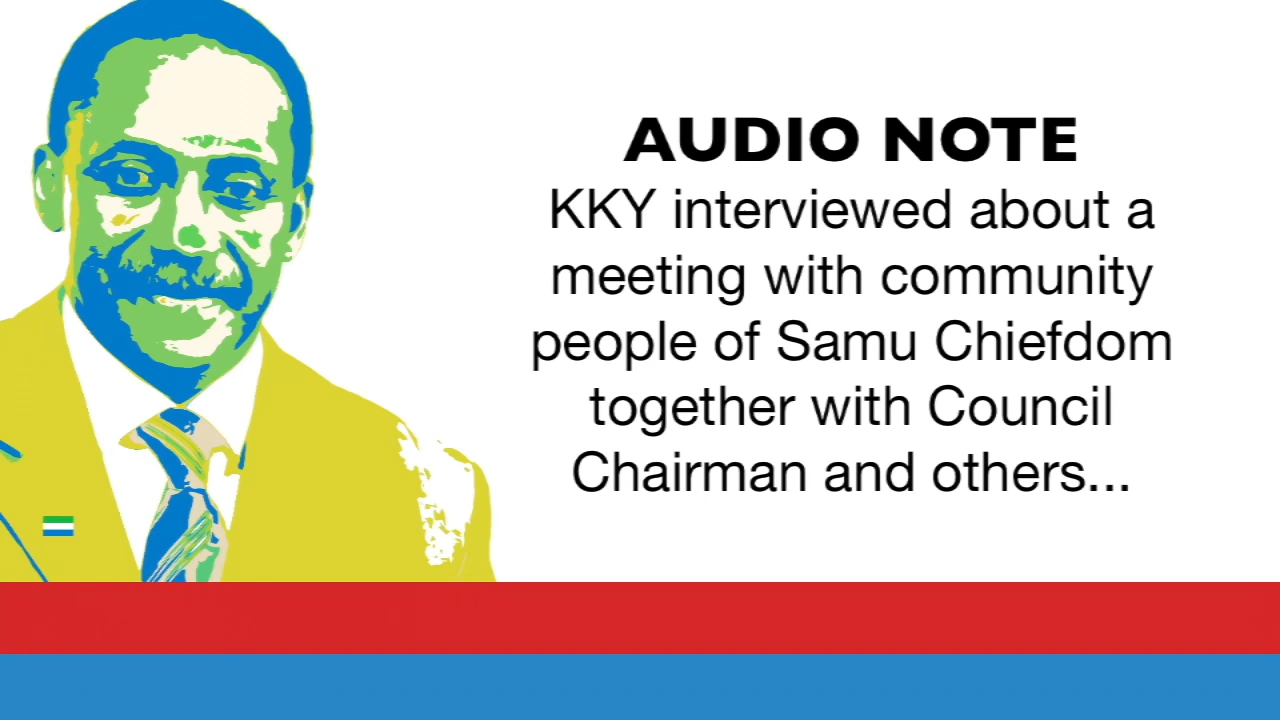 AUDIO NOTE
KKY interviewed about a
meeting with community
people of Samu Chiefdom
together with Council
Chairman and others...